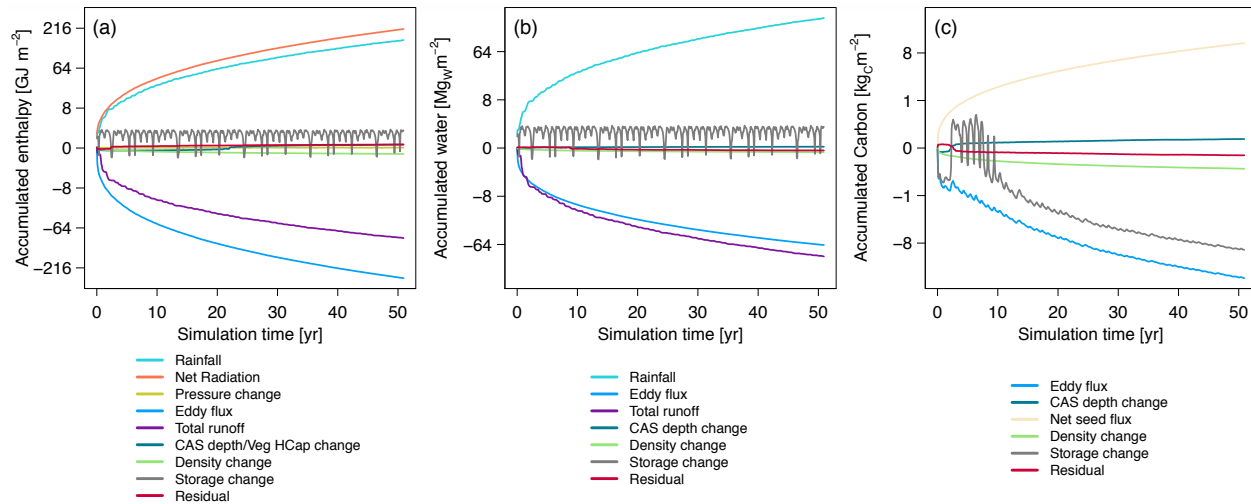 (a)
Accumulated enthalpy [GJ m−2]
216
64
8
0
−8
−64
−216
0 10 20 30 40 50
Simulation time [yr]
Rainfall
Net Radiation
Pressure change
Eddy flux
Total runoff
CAS depth/Veg HCap change
Density change
Storage change
Residual
(b)
Accumulated water [MgWm−2]
64
8
0
−8
−64
0 10 20 30 40 50
Simulation time [yr]
Rainfall
Eddy flux
Total runoff
CAS depth change
Density change
Storage change
Residual
(c)
Accumulated Carbon [kgCm−2]
8
1
0
−1
−8
0 10 20 30 40 50
Simulation time [yr]
Eddy flux
CAS depth change
Net seed flux
Density change
Storage change
Residual